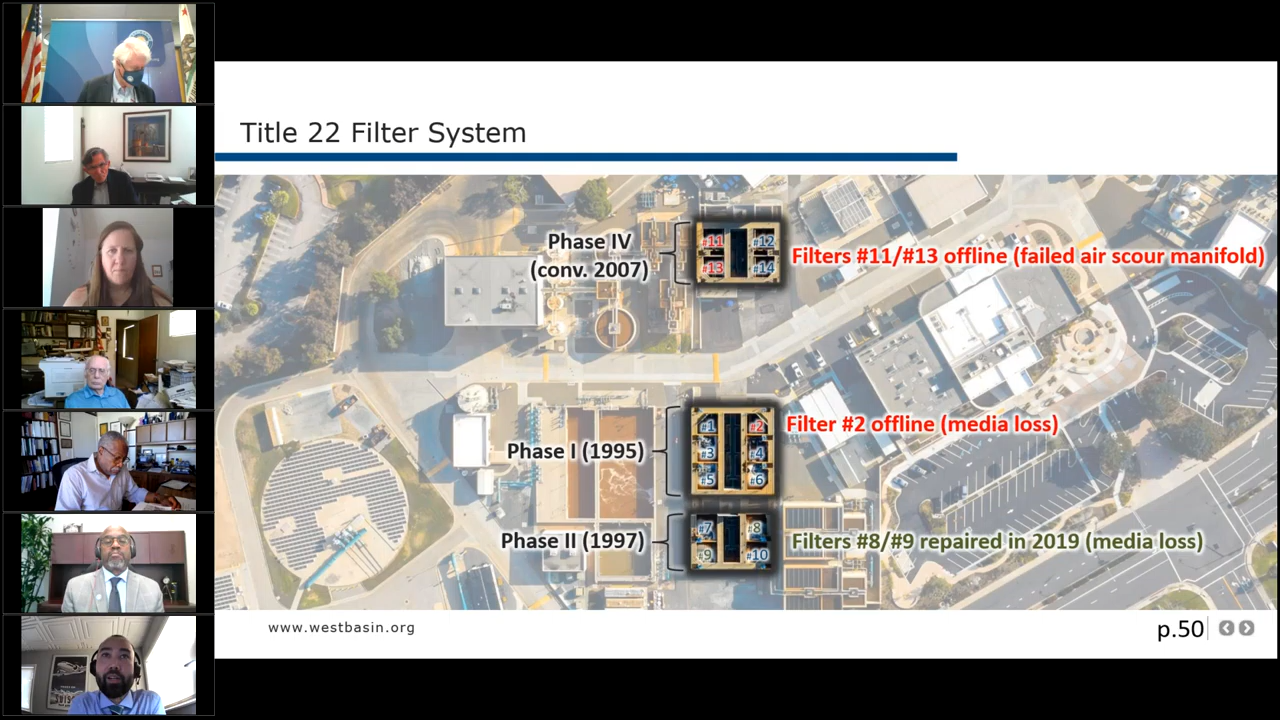 Title 22 Filter System
Phase IV
(conv. 2007)
#11
#12
#13
#14
Filters #11/#13 offline (failed air scour manifold)
Phase I (1995)
#1
#2
#3
#4
#5
#6
Filter #2 offline (media loss)
Phase II (1997)
#7
#8
#9
#10
Filters #8/#9 repaired in 2019 (media loss)
www.westbasin.org
p.50